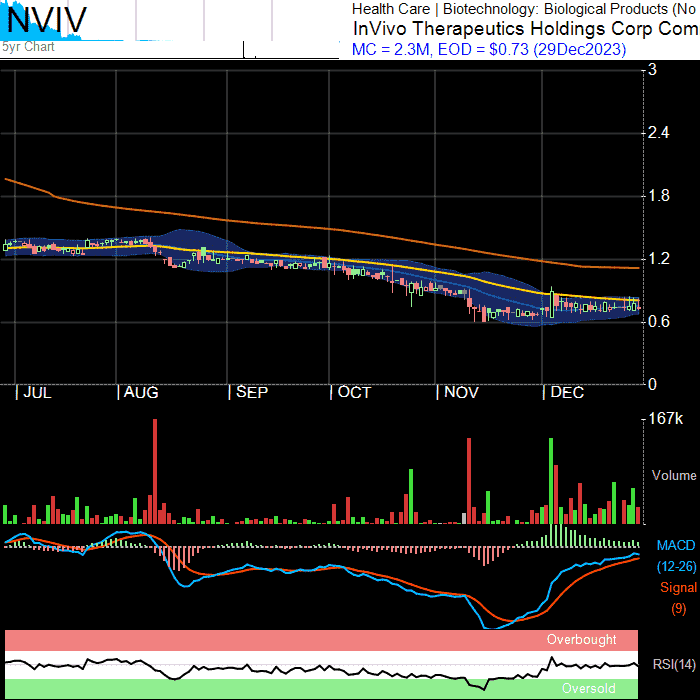 NVIV
5yr Chart
Health Care | Biotechnology: Biological Products (No
InVivo Therapeutics Holdings Corp Com
MC = 2.3M, EOD = $0.73 (29Dec2023)
3
2.4
1.8
1.2
0.6
0
| JUL | AUG | SEP | OCT | NOV | DEC
167k
Volume
MACD
(12-26)
Signal
(9)
Overbought
RSI(14)
Oversold